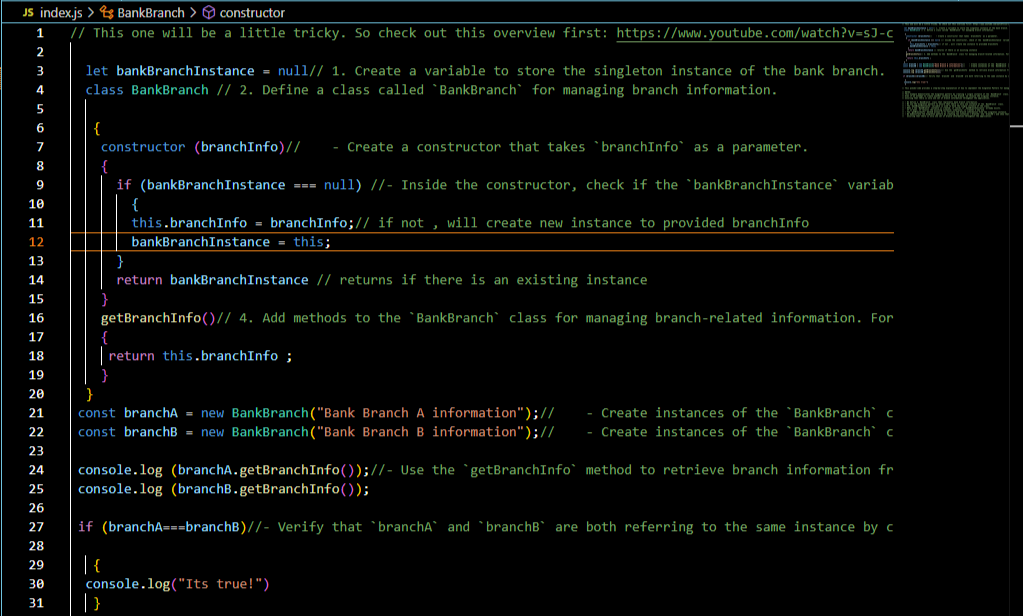 JS index.js > BankBranch > constructor
1 // This one will be a little tricky. So check out this overview first: https://www.youtube.com/watch?v=sJ-c
2
3 let bankBranchInstance = null// 1. Create a variable to store the singleton instance of the bank branch.
4 class BankBranch // 2. Define a class called `BankBranch` for managing branch information.
5
6 {
7 constructor (branchInfo)//    - Create a constructor that takes `branchInfo` as a parameter.
8 {
9 if (bankBranchInstance === null) //- Inside the constructor, check if the `bankBranchInstance` variab
10 {
11 this.branchInfo = branchInfo;// if not , will create new instance to provided branchInfo
12 bankBranchInstance = this;
13 }
14 return bankBranchInstance // returns if there is an existing instance
15 }
16 getBranchInfo()// 4. Add methods to the `BankBranch` class for managing branch-related information. For
17 {
18 return this.branchInfo ;
19 }
20 }
21 const branchA = new BankBranch("Bank Branch A information");//    - Create instances of the `BankBranch` c
22 const branchB = new BankBranch("Bank Branch B information");//    - Create instances of the `BankBranch` c
23
24 console.log (branchA.getBranchInfo());//- Use the `getBranchInfo` method to retrieve branch information fr
25 console.log (branchB.getBranchInfo());
26
27 if (branchA===branchB)//- Verify that `branchA` and `branchB` are both referring to the same instance by c
28
29 {
30 console.log("Its true!")
31 }